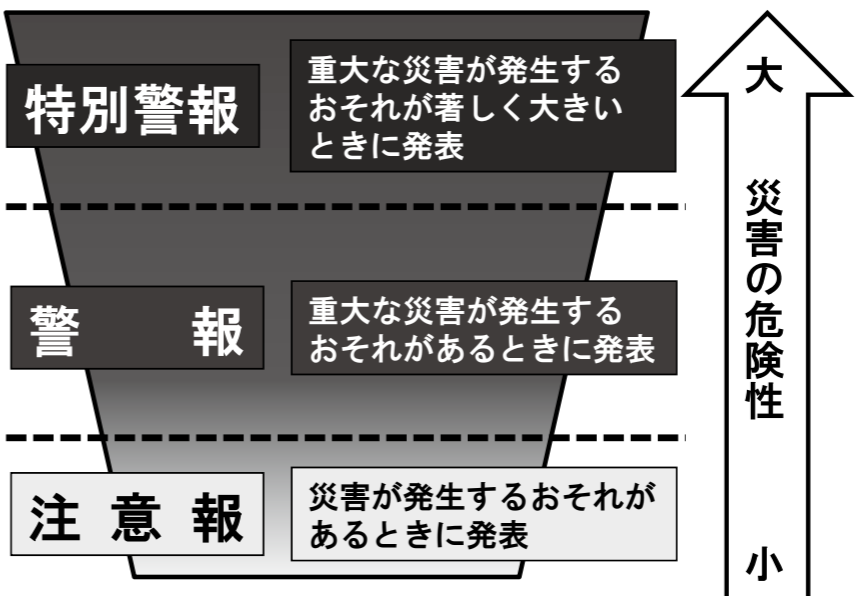 特別警報
重大な災害が発生する
おそれが著しく大きい
ときに発表
警報
重大な災害が発生する
おそれがあるときに発表
注意報
災害が発生するおそれが
あるときに発表
大
災害の危険性
小